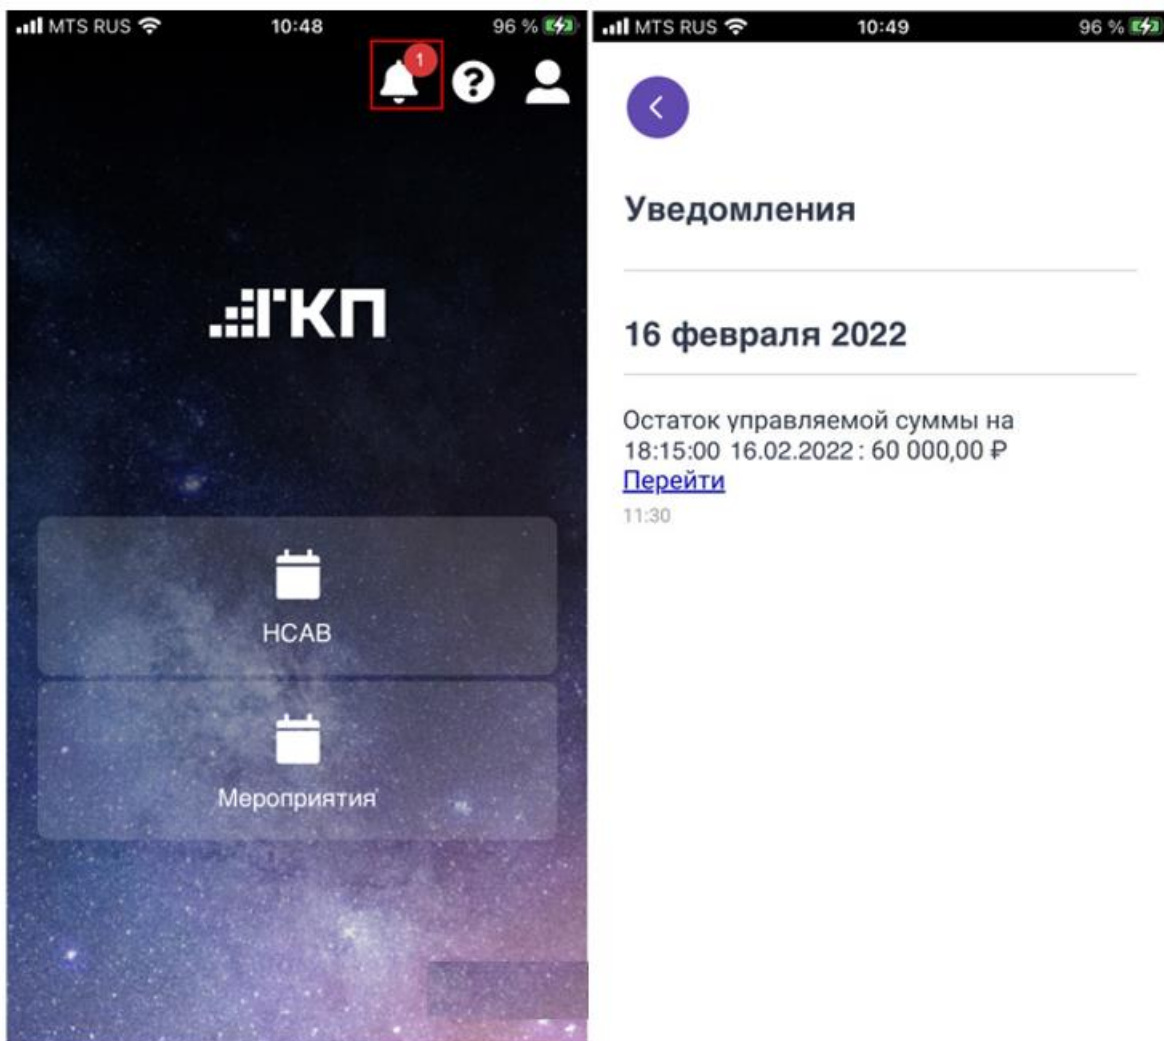 MTS RUS 10:48 96 %
1
?
ГКП
НСАВ
Мероприятия
MTS RUS 10:49 96 %
Уведомления
16 февраля 2022
Остаток управляемой суммы на
18:15:00 16.02.2022 : 60 000,00 ₽
Перейти
11:30